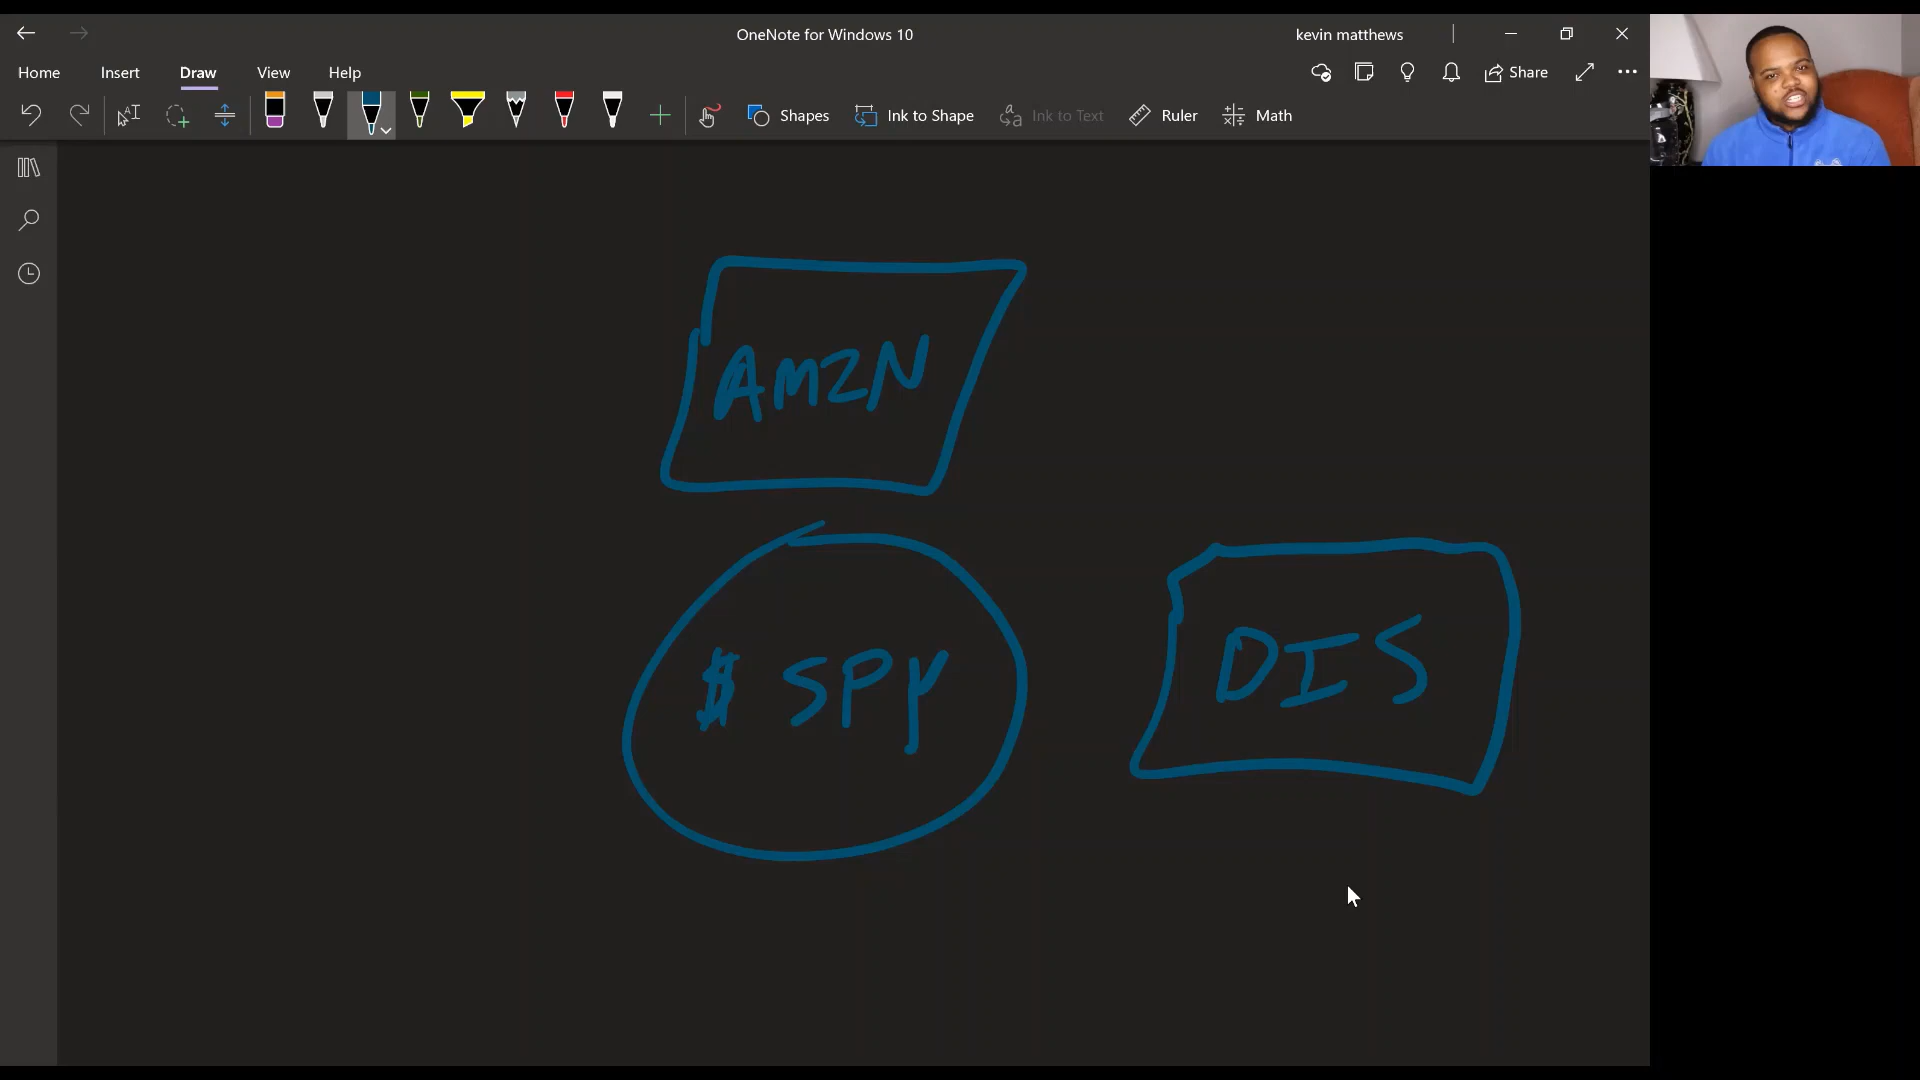 OneNote for Windows 10
kevin matthews
Home Insert Draw View Help
Share
Shapes Ink to Shape Ink to Text Ruler Math
AMZN
$ SPY
DIS